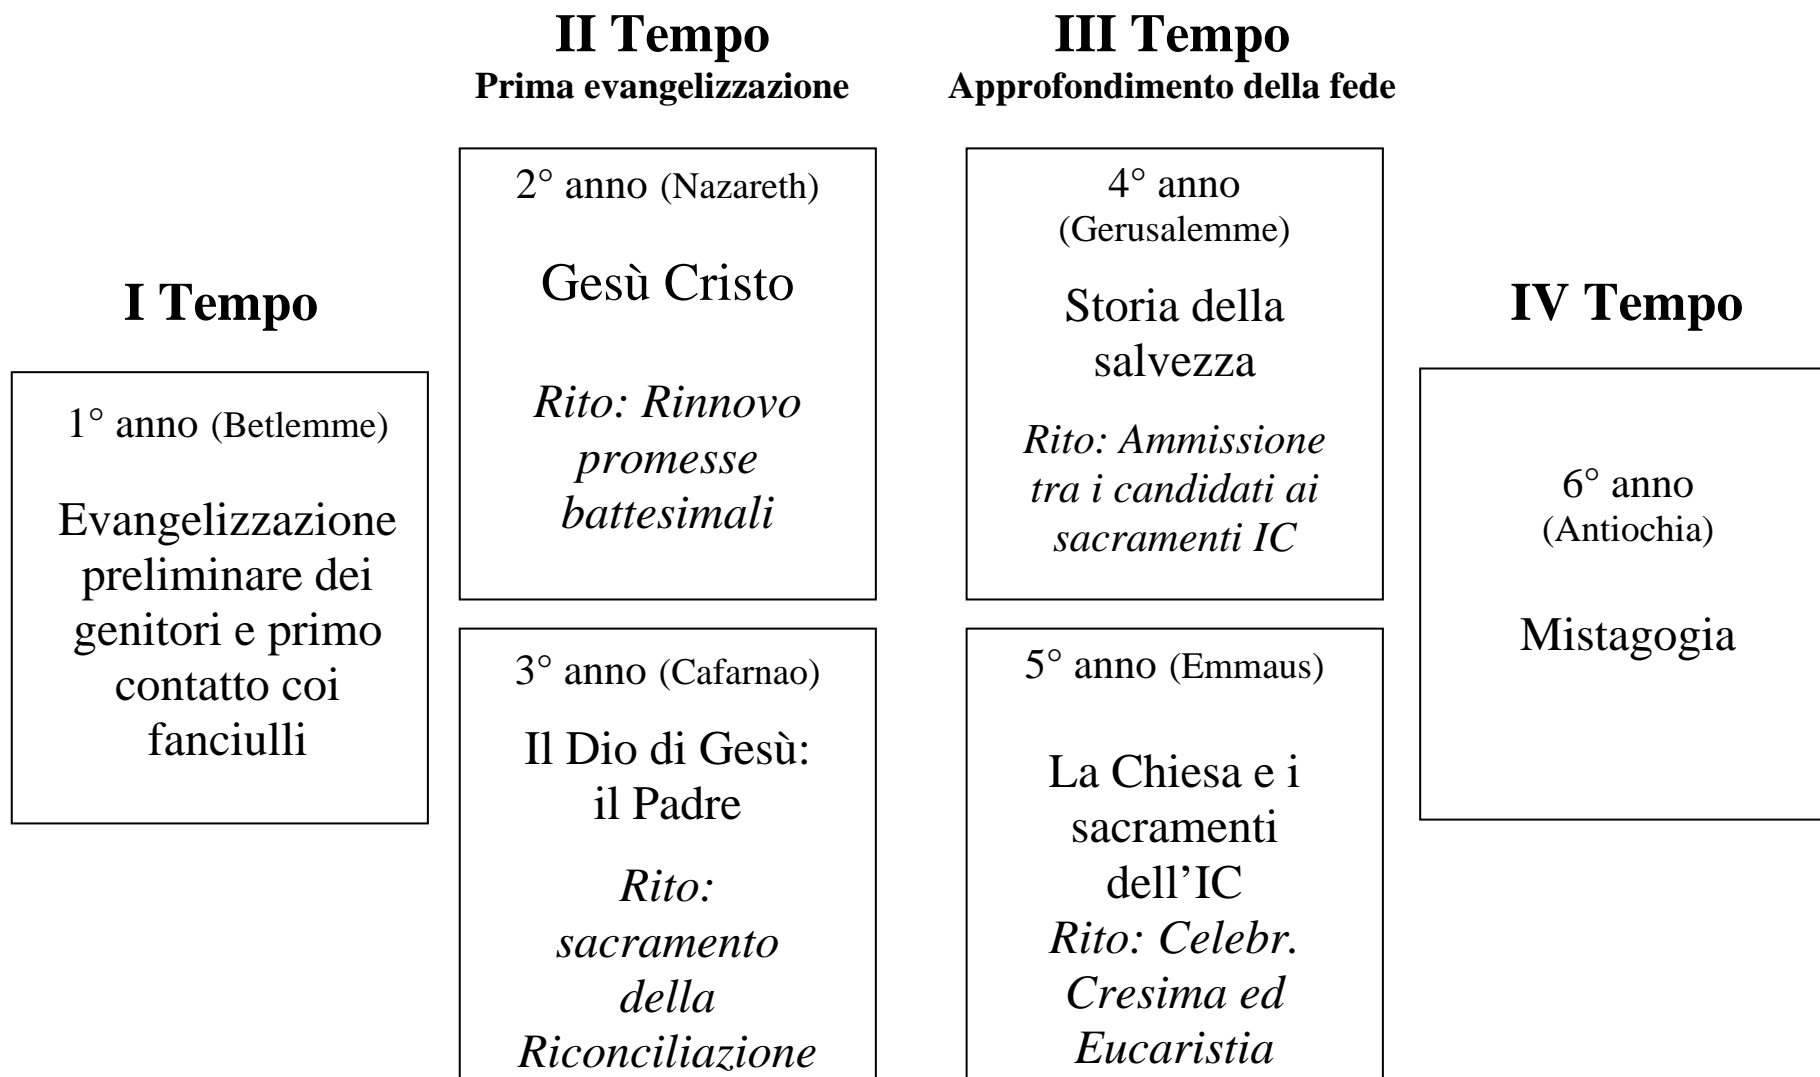 I Tempo
1° anno (Betlemme)
Evangelizzazione
preliminare dei
genitori e primo
contatto coi
fanciulli
II Tempo
Prima evangelizzazione
2° anno (Nazareth)
Gesù Cristo
Rito: Rinnovo
promesse
battesimali
3° anno (Cafarnao)
Il Dio di Gesù:
il Padre
Rito:
sacramento
della
Riconciliazione
III Tempo
Approfondimento della fede
4° anno
(Gerusalemme)
Storia della
salvezza
Rito: Ammissione
tra i candidati ai
sacramenti IC
5° anno (Emmaus)
La Chiesa e i
sacramenti
dell’IC
Rito: Celebr.
Cresima ed
Eucaristia
IV Tempo
6° anno
(Antiochia)
Mistagogia